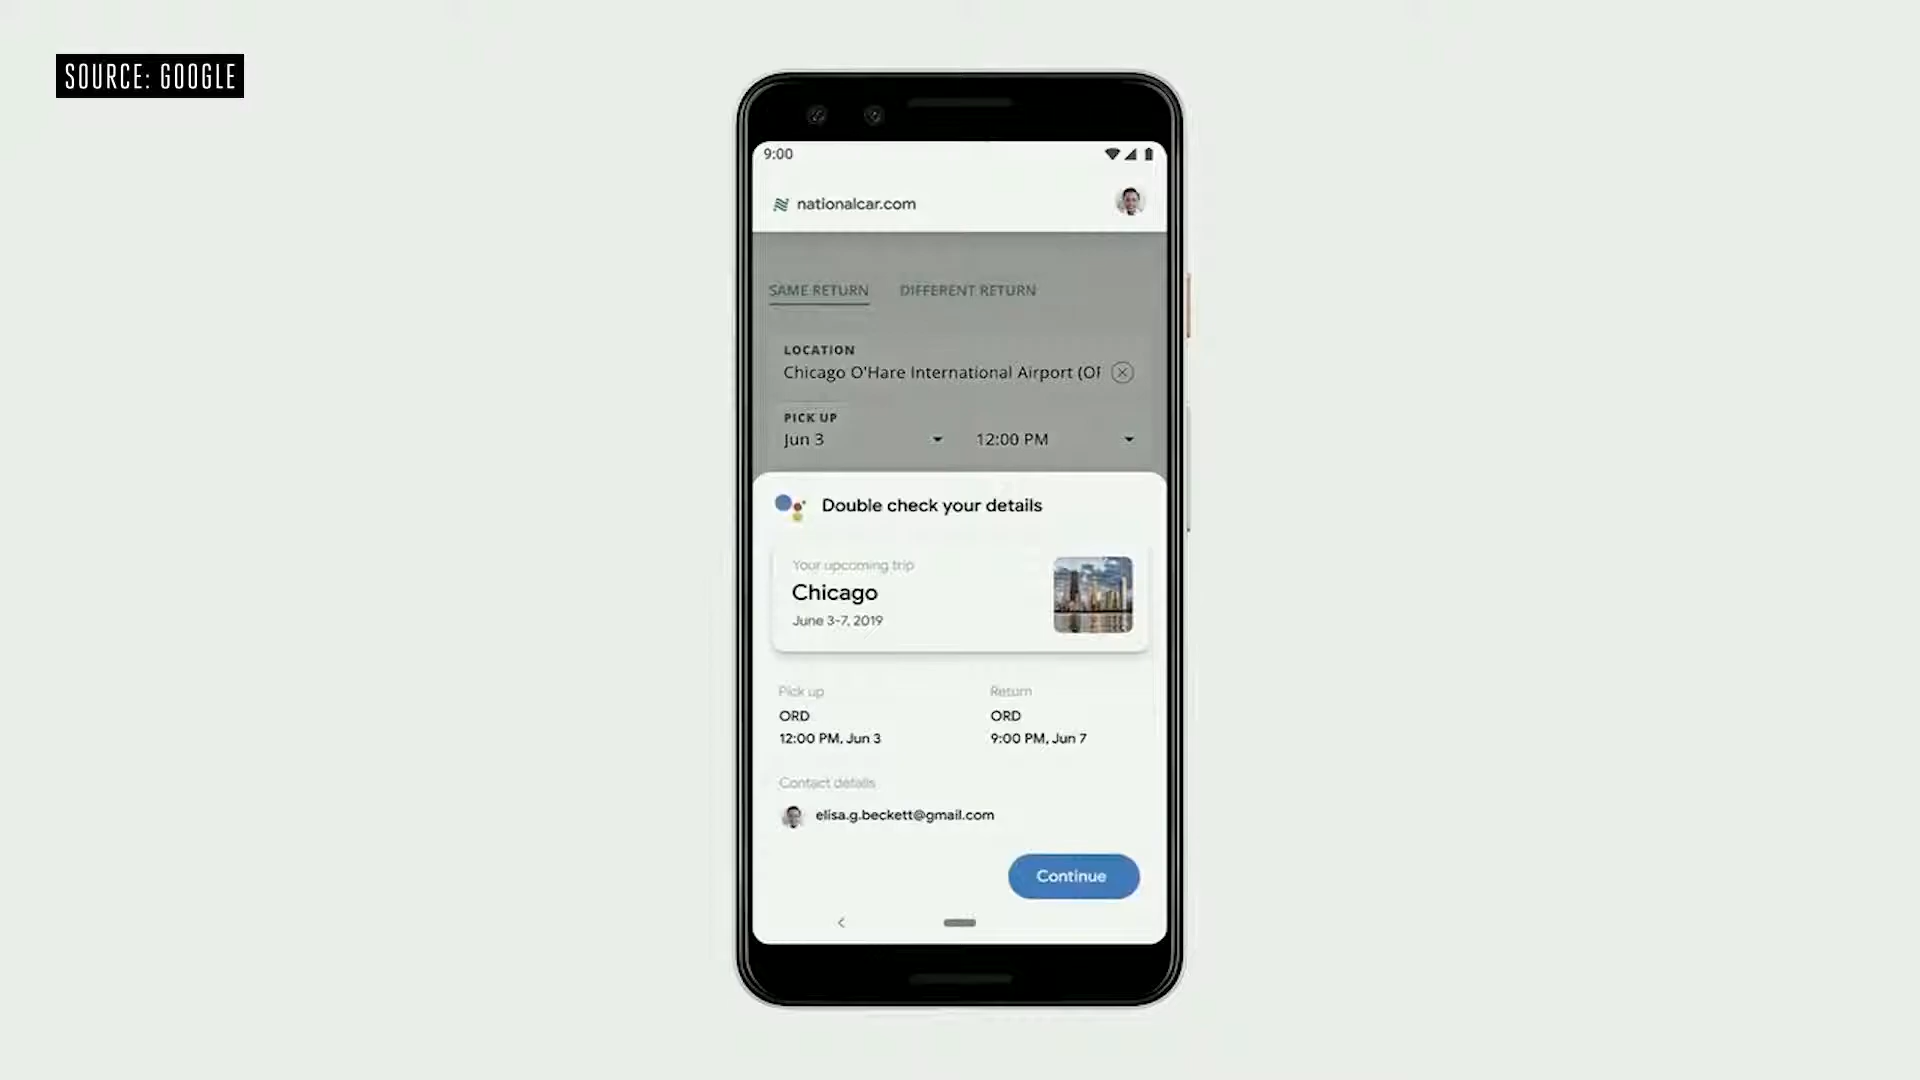 SOURCE: GOOGLE
9:00
nationalcar.com
SAME RETURN DIFFERENT RETURN
LOCATION
Chicago O'Hare International Airport (OR
PICK UP
Jun 3 12:00 PM
Double check your details
Your upcoming trip
Chicago
June 3-7, 2019
Pick up Return
ORD ORD
12:00 PM, Jun 3 9:00 PM, Jun 7
Contact details
elisa.g.beckett@gmail.com
Continue